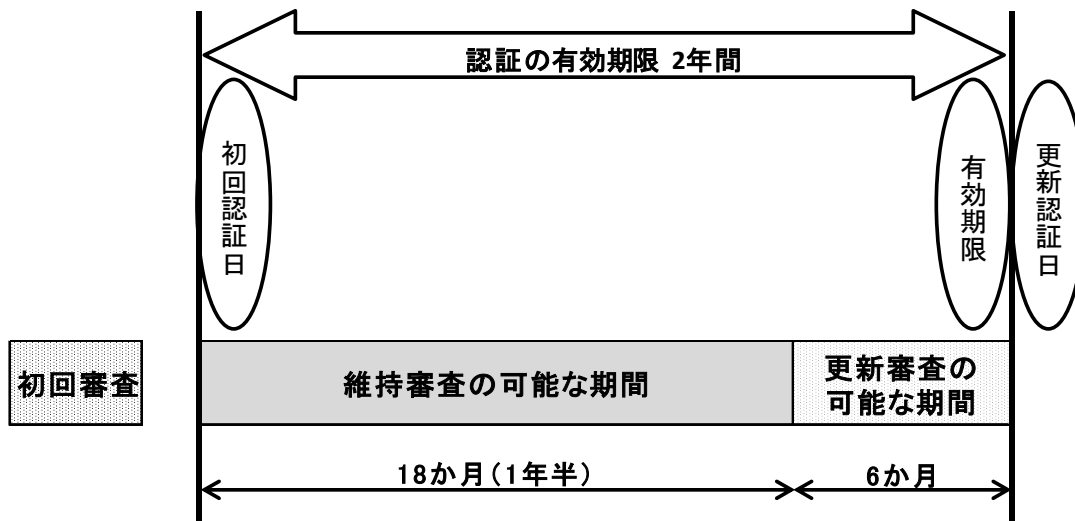 認証の有効期限 2年間
初回認証日
有効期限
更新認証日
初回審査
維持審査の可能な期間
更新審査の
可能な期間
18か月(1年半)
6か月